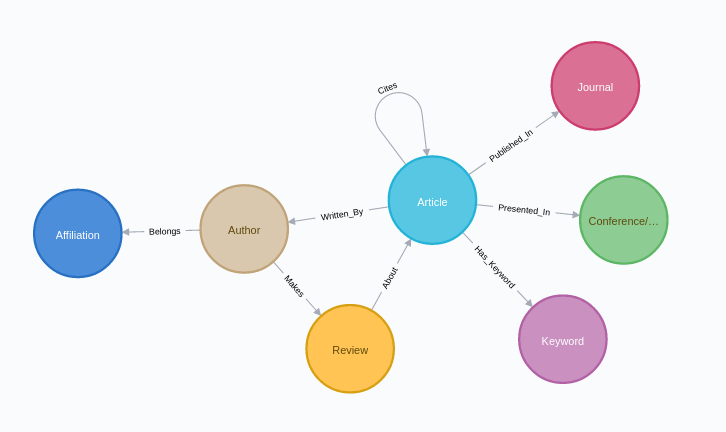 Cites
Journal
Published_In
Article
Presented_In
Conference/…
Written_By
Author
Belongs
Affiliation
Has_Keyword
About
Makes
Keyword
Review